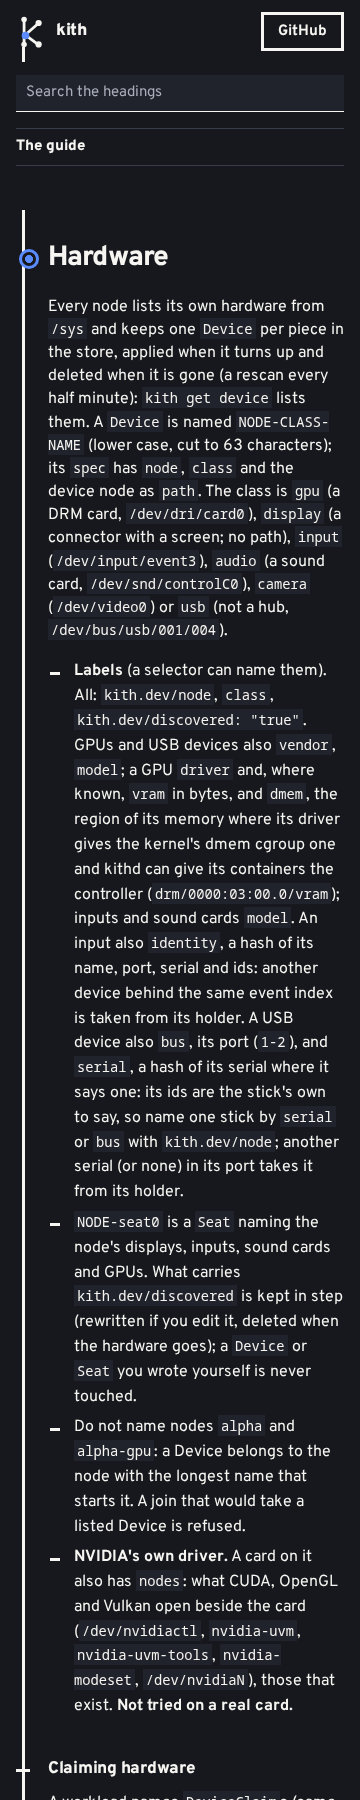 kith
GitHub
Search the headings
The guide
Hardware
Every node lists its own hardware from
/sys and keeps one Device per piece in
the store, applied when it turns up and
deleted when it is gone (a rescan every
half minute): kith get device lists
them. A Device is named NODE-CLASS-
NAME (lower case, cut to 63 characters);
its spec has node, class and the
device node as path. The class is gpu (a
DRM card, /dev/dri/card0), display (a
connector with a screen; no path), input
(/dev/input/event3), audio (a sound
card, /dev/snd/controlC0), camera
(/dev/video0) or usb (not a hub,
/dev/bus/usb/001/004).
Labels (a selector can name them).
All: kith.dev/node, class,
kith.dev/discovered: "true".
GPUs and USB devices also vendor,
model; a GPU driver and, where
known, vram in bytes, and dmem, the
region of its memory where its driver
gives the kernel's dmem cgroup one
and kithd can give its containers the
controller (drm/0000:03:00.0/vram);
inputs and sound cards model. An
input also identity, a hash of its
name, port, serial and ids: another
device behind the same event index
is taken from its holder. A USB
device also bus, its port (1-2), and
serial, a hash of its serial where it
says one: its ids are the stick's own
to say, so name one stick by serial
or bus with kith.dev/node; another
serial (or none) in its port takes it
from its holder.
NODE-seat0 is a Seat naming the
node's displays, inputs, sound cards
and GPUs. What carries
kith.dev/discovered is kept in step
(rewritten if you edit it, deleted when
the hardware goes); a Device or
Seat you wrote yourself is never
touched.
Do not name nodes alpha and
alpha-gpu: a Device belongs to the
node with the longest name that
starts it. A join that would take a
listed Device is refused.
NVIDIA's own driver. A card on it
also has nodes: what CUDA, OpenGL
and Vulkan open beside the card
(/dev/nvidiactl, nvidia-uvm,
nvidia-uvm-tools, nvidia-
modeset, /dev/nvidiaN), those that
exist. Not tried on a real card.
Claiming hardware